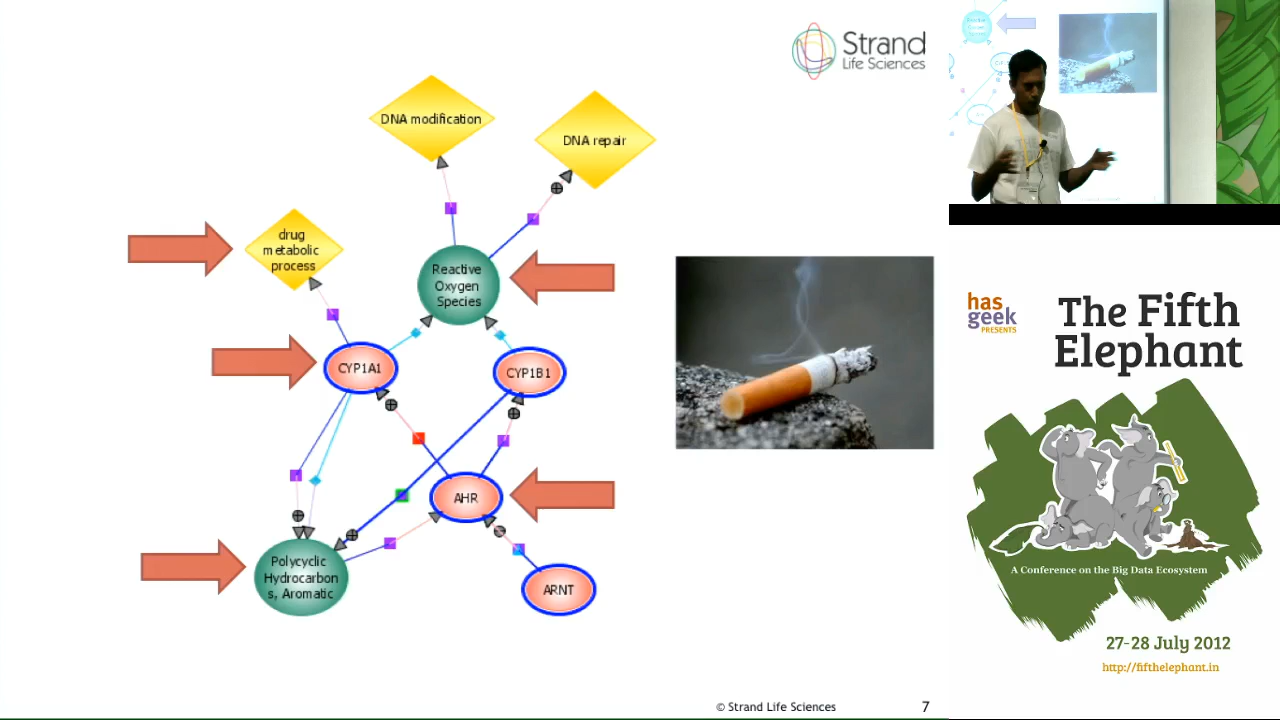 Strand
Life Sciences
DNA modification
DNA repair
drug
metabolic
process
Reactive
Oxygen
Species
CYP1A1
CYP1B1
AHR
Polycyclic
Hydrocarbon
s, Aromatic
ARNT
© Strand Life Sciences
7
has
geek
PRESENTS
The Fifth
Elephant
A Conference on the Big Data Ecosystem
27-28 July 2012
http://fifthelephant.in